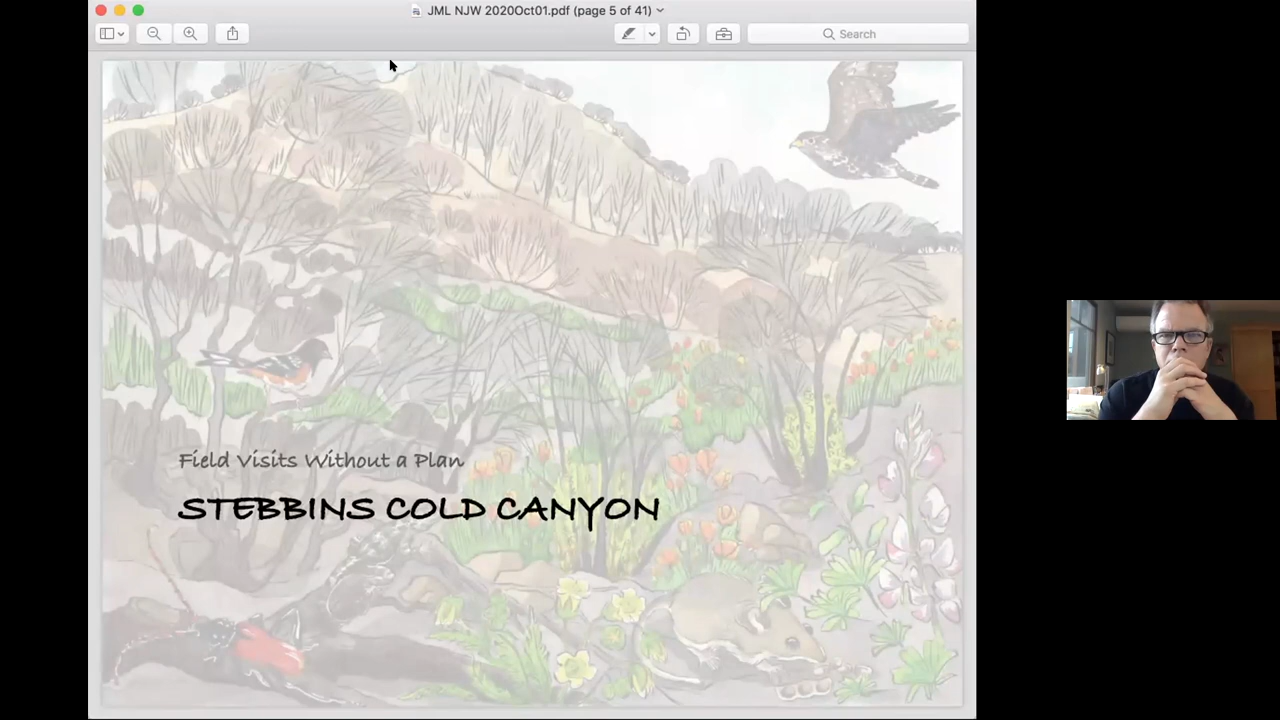 JML NJW 2020Oct01.pdf (page 5 of 41)
Search
Field Visits Without a Plan
STEBBINS COLD CANYON